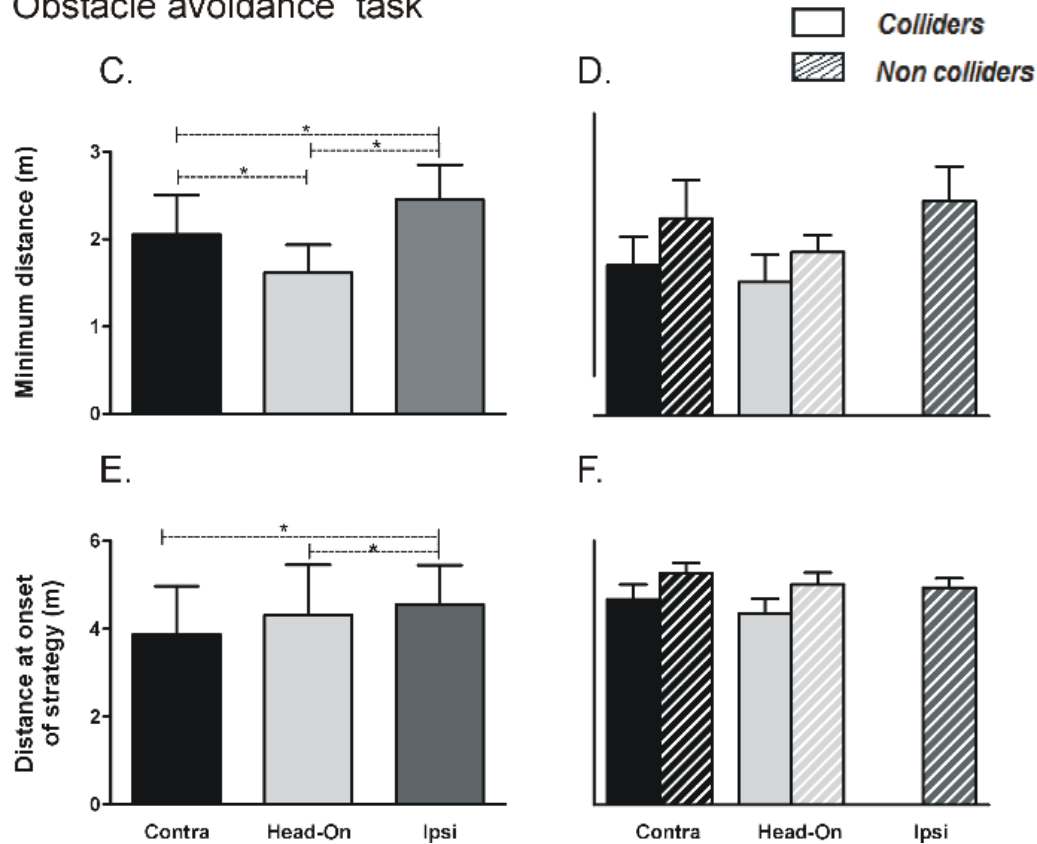 Obstacle avoidance task
Colliders
Non colliders
C.
D.
Minimum distance (m)
3
2
1
0
*
*
*
E.
F.
Distance at onset
of strategy (m)
6
4
2
0
*
*
Contra
Head-On
Ipsi
Contra
Head-On
Ipsi